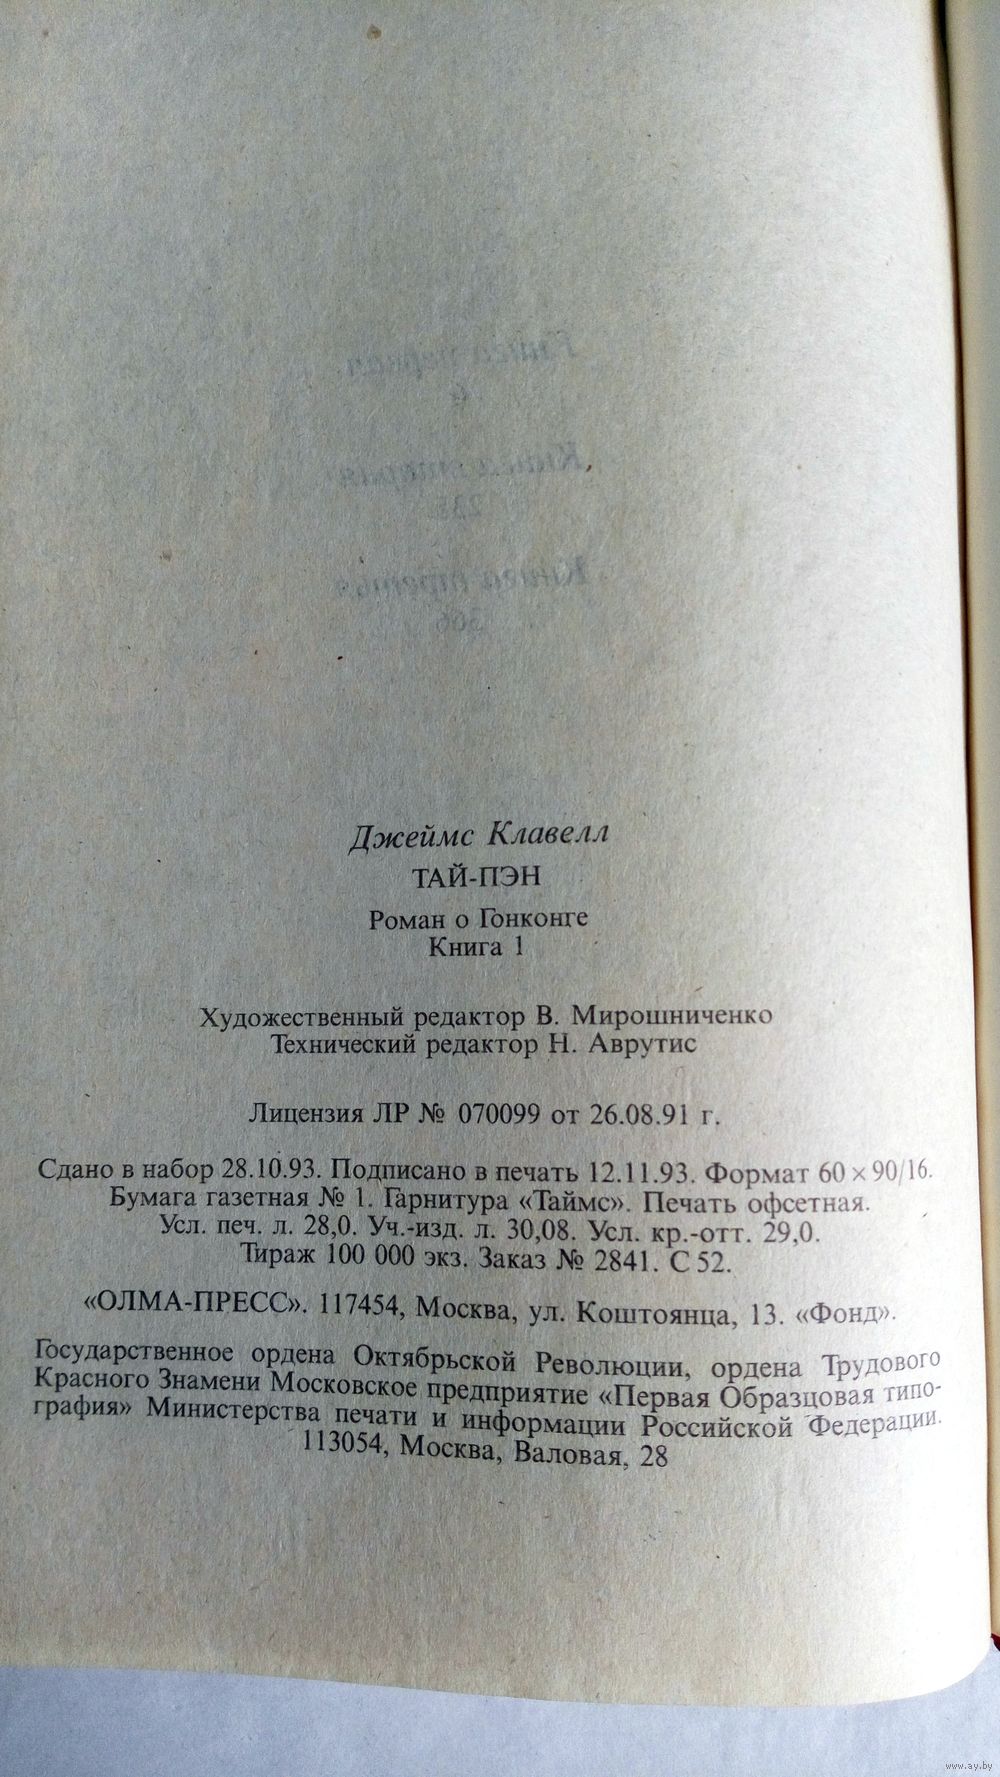 Джеймс Клавелл
ТАЙ-ПЭН
Роман о Гонконге
Книга 1
Художественный редактор В. Мирошниченко
Технический редактор Н. Аврутис
Лицензия ЛР № 070099 от 26.08.91 г.
Сдано в набор 28.10.93. Подписано в печать 12.11.93. Формат 60×90/16.
Бумага газетная № 1. Гарнитура «Таймс». Печать офсетная.
Усл. печ. л. 28,0. Уч.-изд. л. 30,08. Усл. кр.-отт. 29,0.
Тираж 100 000 экз. Заказ № 2841. С 52.
«ОЛМА-ПРЕСС». 117454, Москва, ул. Коштоянца, 13. «Фонд».
Государственное ордена Октябрьской Революции, ордена Трудового
Красного Знамени Московское предприятие «Первая Образцовая типо-
графия» Министерства печати и информации Российской Федерации.
113054, Москва, Валовая, 28
www.ay.by